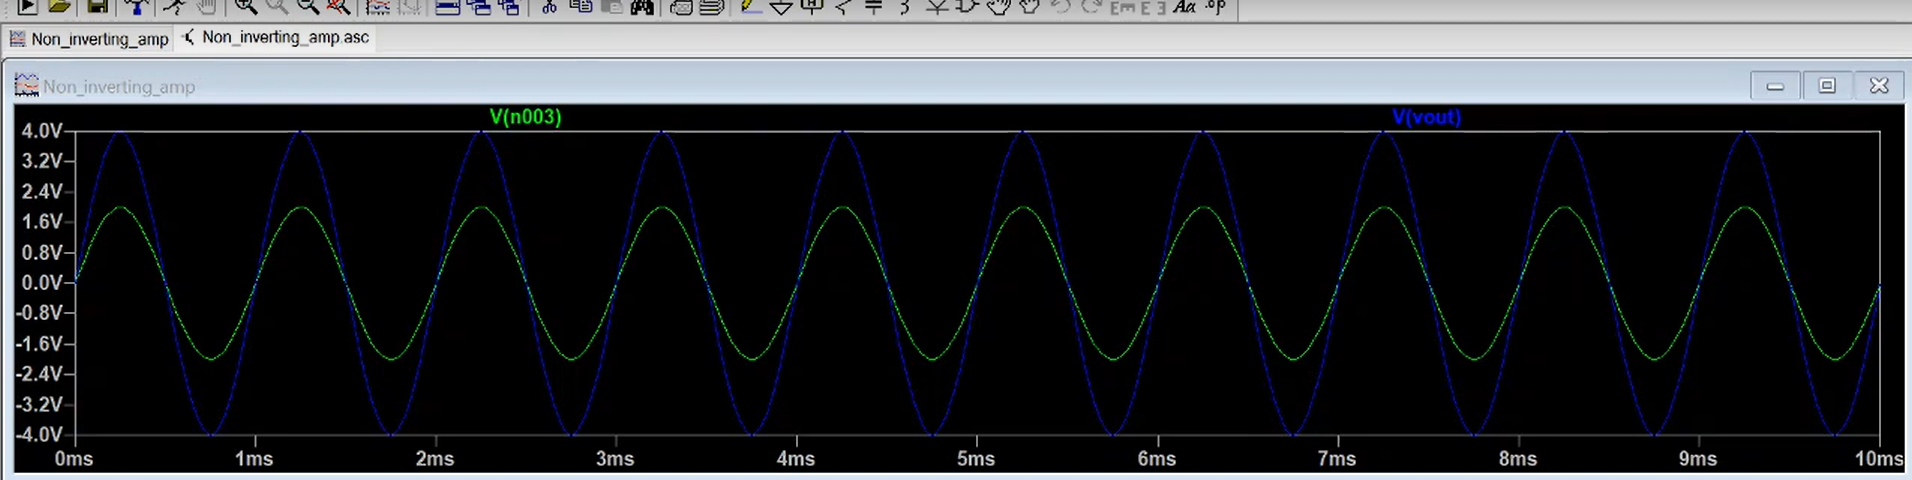 Non_inverting_amp Non_inverting_amp.asc
Non_inverting_amp
V(n003) V(vout)
4.0V
3.2V
2.4V
1.6V
0.8V
0.0V
-0.8V
-1.6V
-2.4V
-3.2V
-4.0V
0ms 1ms 2ms 3ms 4ms 5ms 6ms 7ms 8ms 9ms 10ms